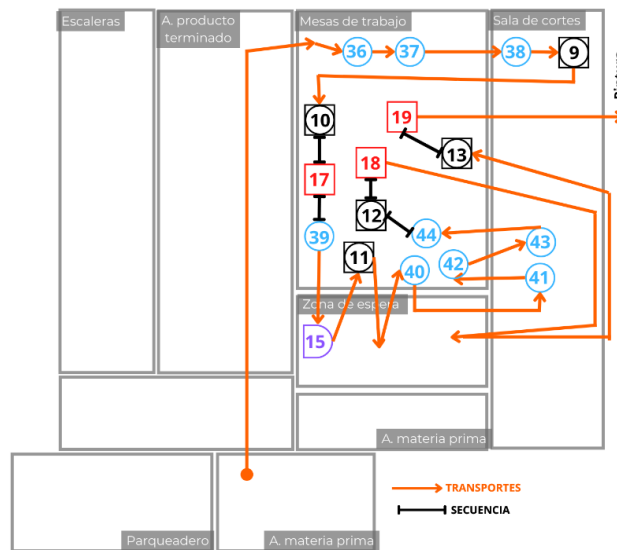 Escaleras
A. producto
terminado
Mesas de trabajo
Sala de cortes
36
37
38
9
Pintura
10
19
13
17
18
12
39
44
43
11
42
40
41
Zona de espera
15
A. materia prima
TRANSPORTES
SECUENCIA
Parqueadero
A. materia prima